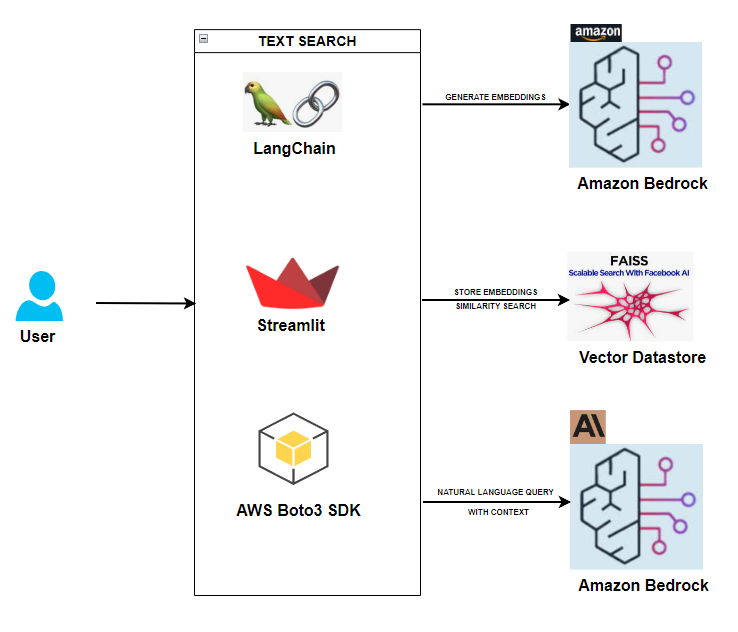 TEXT SEARCH
LangChain
Streamlit
AWS Boto3 SDK
User
GENERATE EMBEDDINGS
amazon
Amazon Bedrock
STORE EMBEDDINGS
SIMILARITY SEARCH
FAISS
Scalable Search With Facebook AI
Vector Datastore
NATURAL LANGUAGE QUERY
WITH CONTEXT
A\
Amazon Bedrock